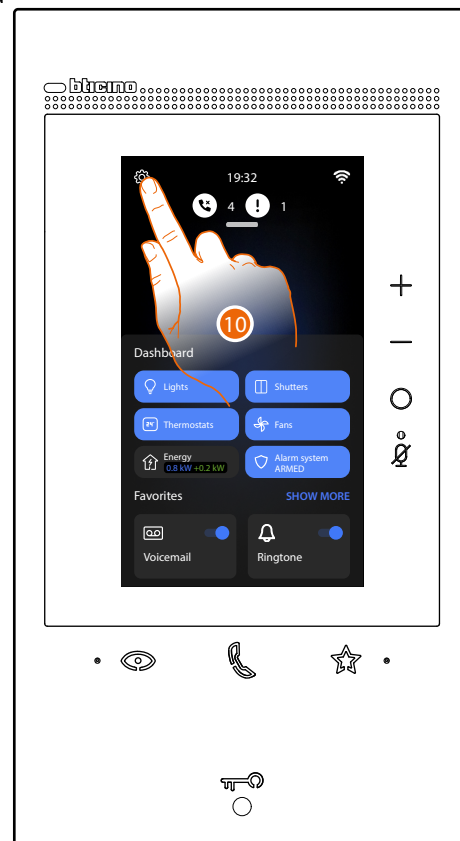 bticino
19:32
4 ! 1
10
Dashboard
Lights
Shutters
Thermostats
Fans
Energy
0.8 kW +0.2 kW
Alarm system
ARMED
Favorites
SHOW MORE
Voicemail
Ringtone